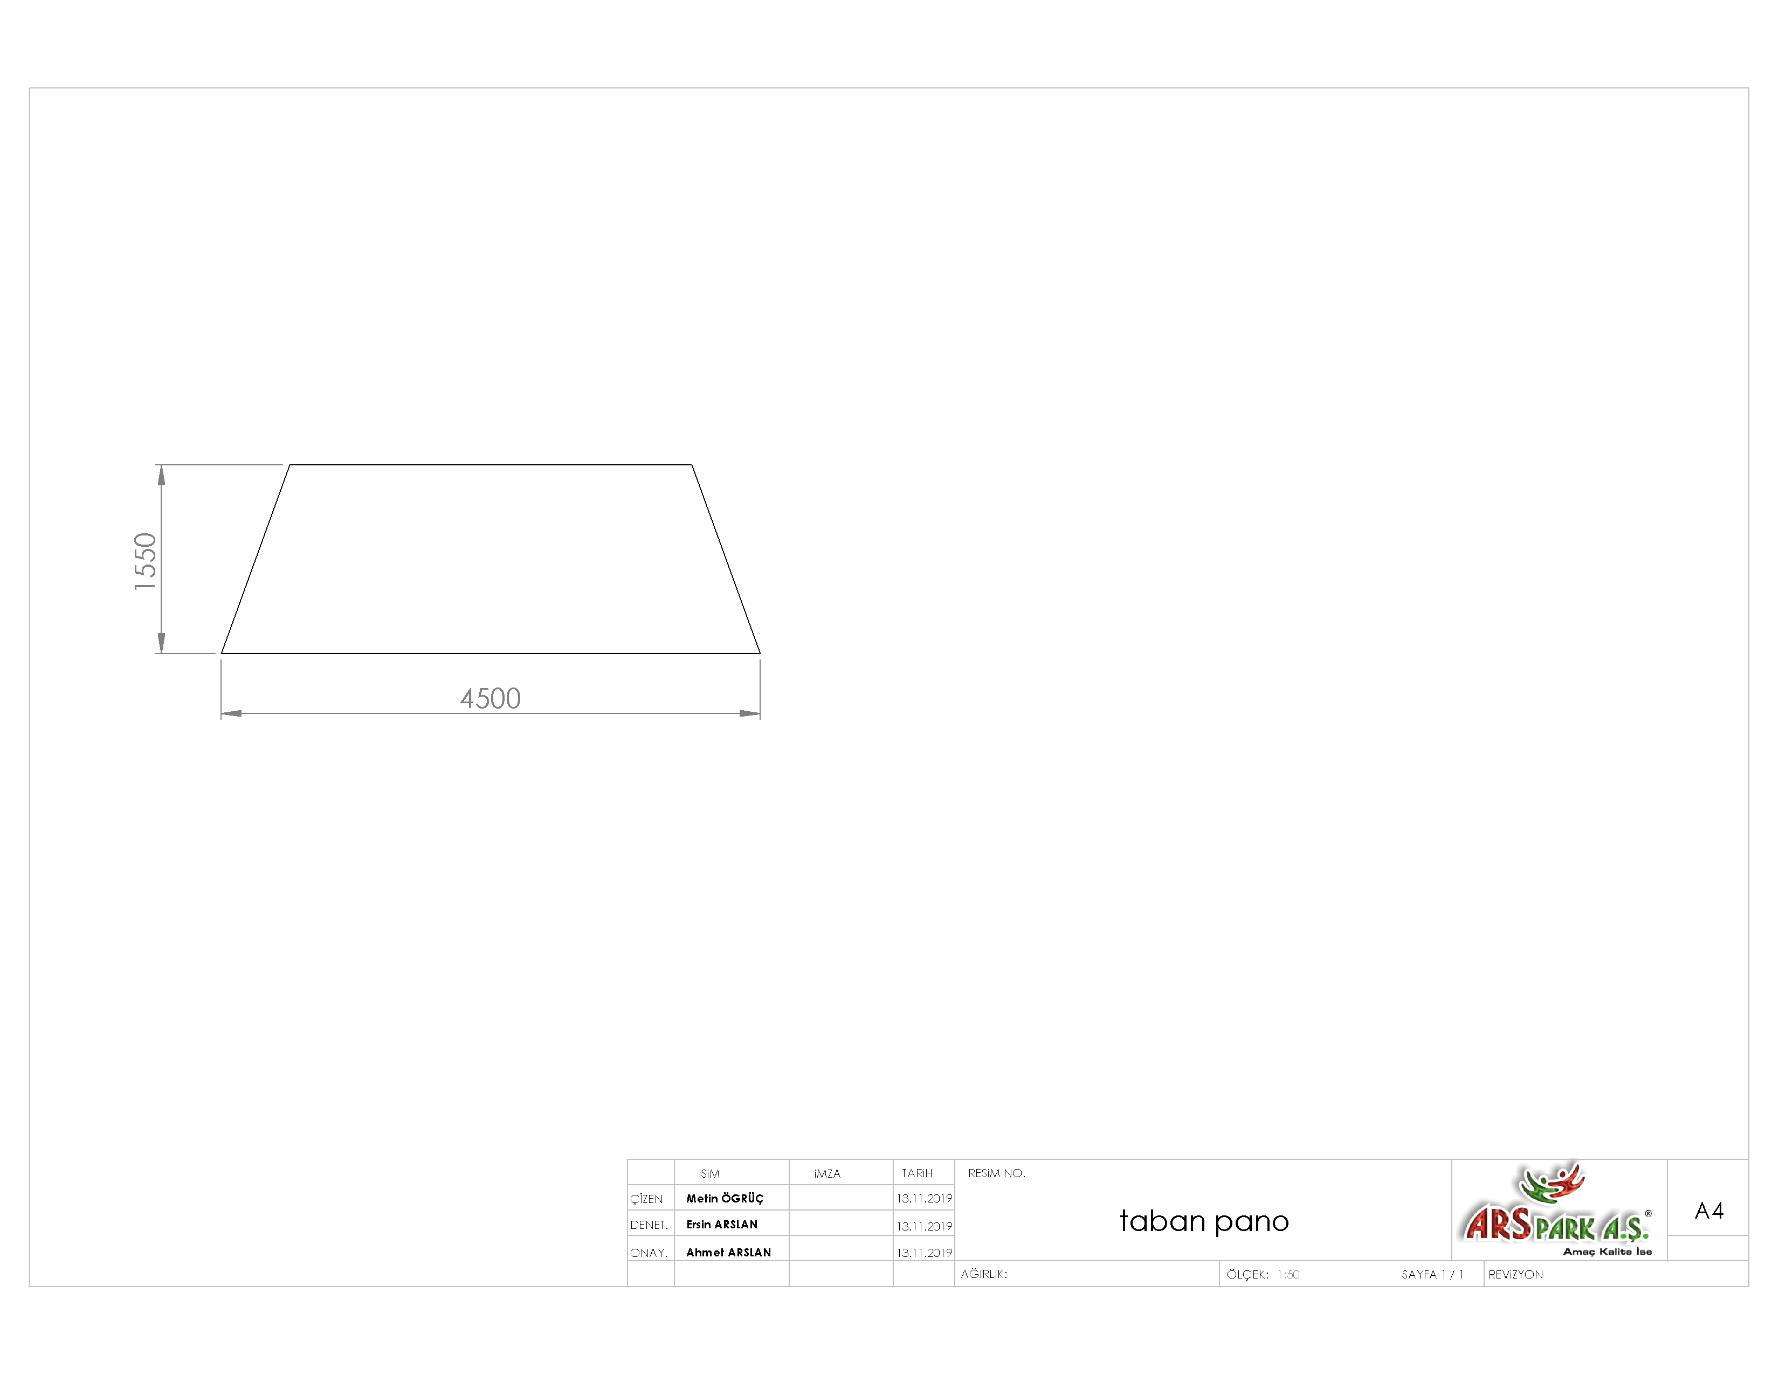 1550
4500
İSİM İMZA TARİH RESİM NO.
ÇİZEN Metin ÖGRÜÇ 13.11.2019
DENET. Ersin ARSLAN 13.11.2019
ONAY. Ahmet ARSLAN 13.11.2019
taban pano
ARSPARK A.Ş.®
Amaç Kalite İse
A4
AĞIRLIK: ÖLÇEK: 1:50 SAYFA 1 / 1 REVİZYON